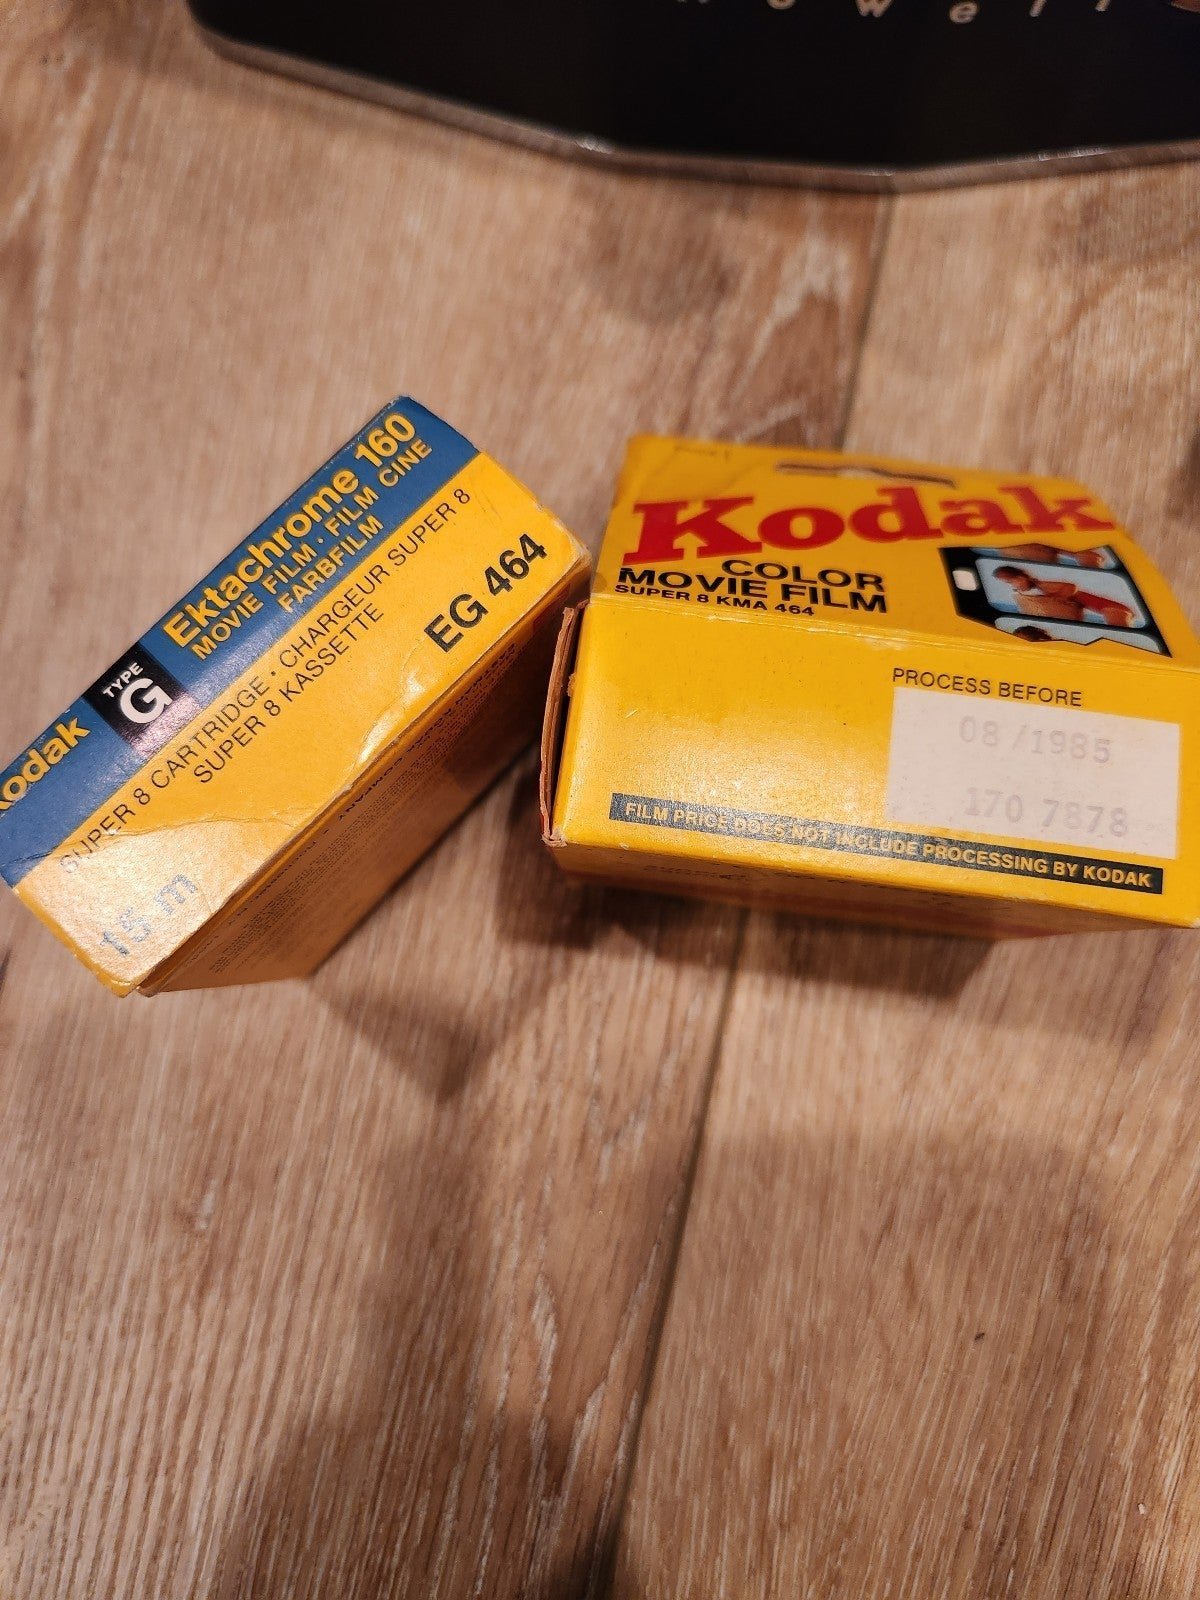 Kodak
TYPE
G
Ektachrome 160
MOVIE FILM · FILM CINE
FARBFILM
SUPER 8 CARTRIDGE · CHARGEUR SUPER 8
SUPER 8 KASSETTE
EG 464
15 m
COMPANY
Kodak
COLOR
MOVIE FILM
SUPER 8 KMA 464
PROCESS BEFORE
08/1985
170 7878
FILM PRICE DOES NOT INCLUDE PROCESSING BY KODAK